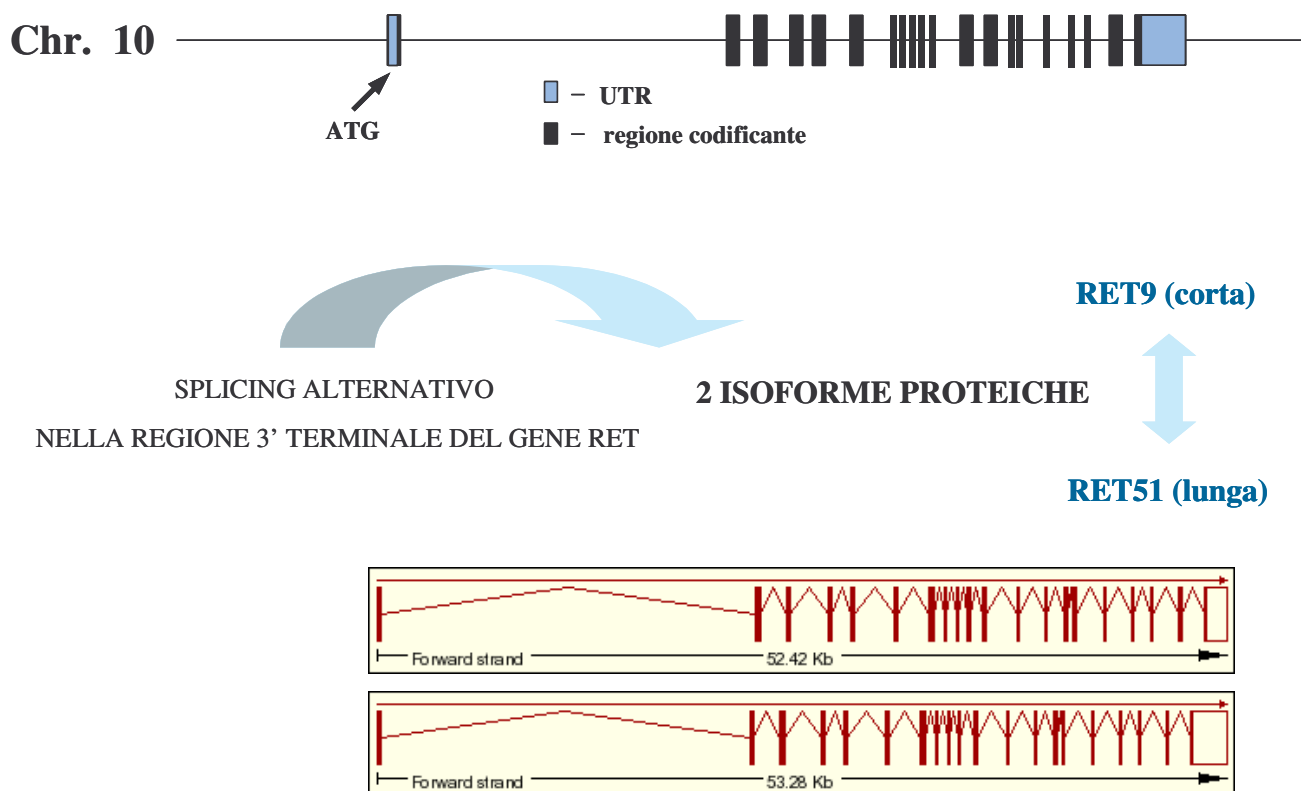 Chr. 10
ATG
– UTR
– regione codificante
RET9 (corta)
SPLICING ALTERNATIVO
2 ISOFORME PROTEICHE
NELLA REGIONE 3’ TERMINALE DEL GENE RET
RET51 (lunga)
Forward strand 52.42 Kb
Forward strand 53.28 Kb